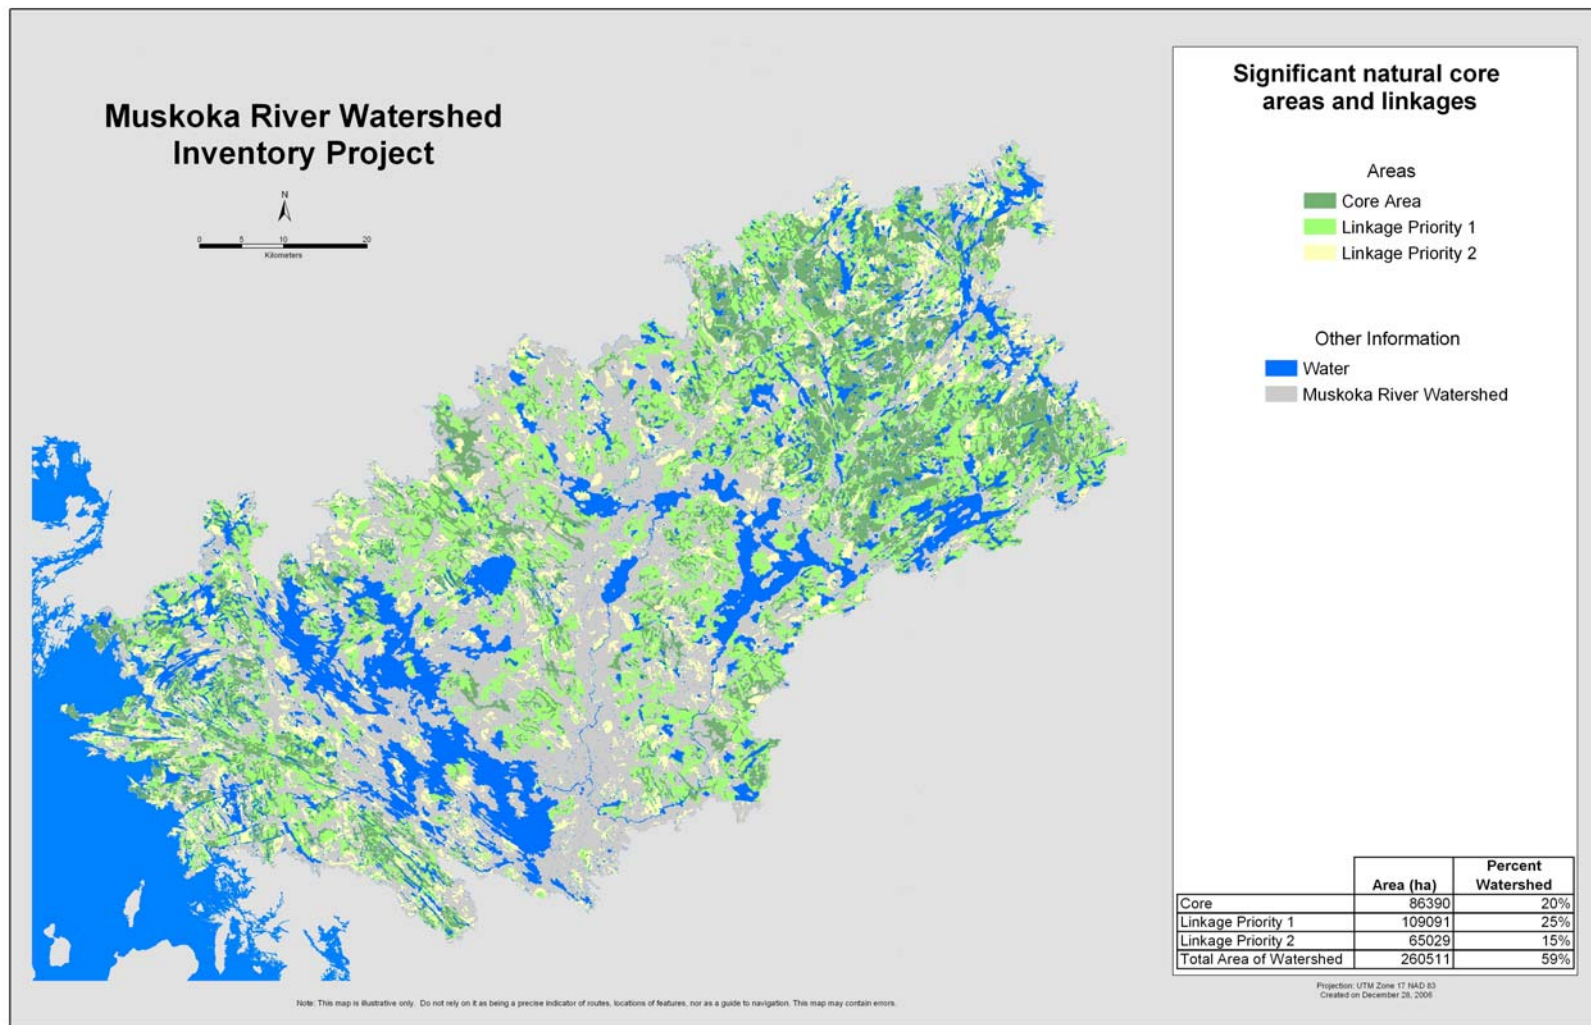 Muskoka River Watershed
Inventory Project
N
0 5 10 20
Kilometers
Significant natural core
areas and linkages
Areas
Core Area
Linkage Priority 1
Linkage Priority 2
Other Information
Water
Muskoka River Watershed
Area (ha) Percent Watershed
Core 86390 20%
Linkage Priority 1 109091 25%
Linkage Priority 2 65029 15%
Total Area of Watershed 260511 59%
Projection: UTM Zone 17 NAD 83
Created on December 28, 2006
Note: This map is illustrative only. Do not rely on it as being a precise indicator of routes, locations of features, nor as a guide to navigation. This map may contain errors.